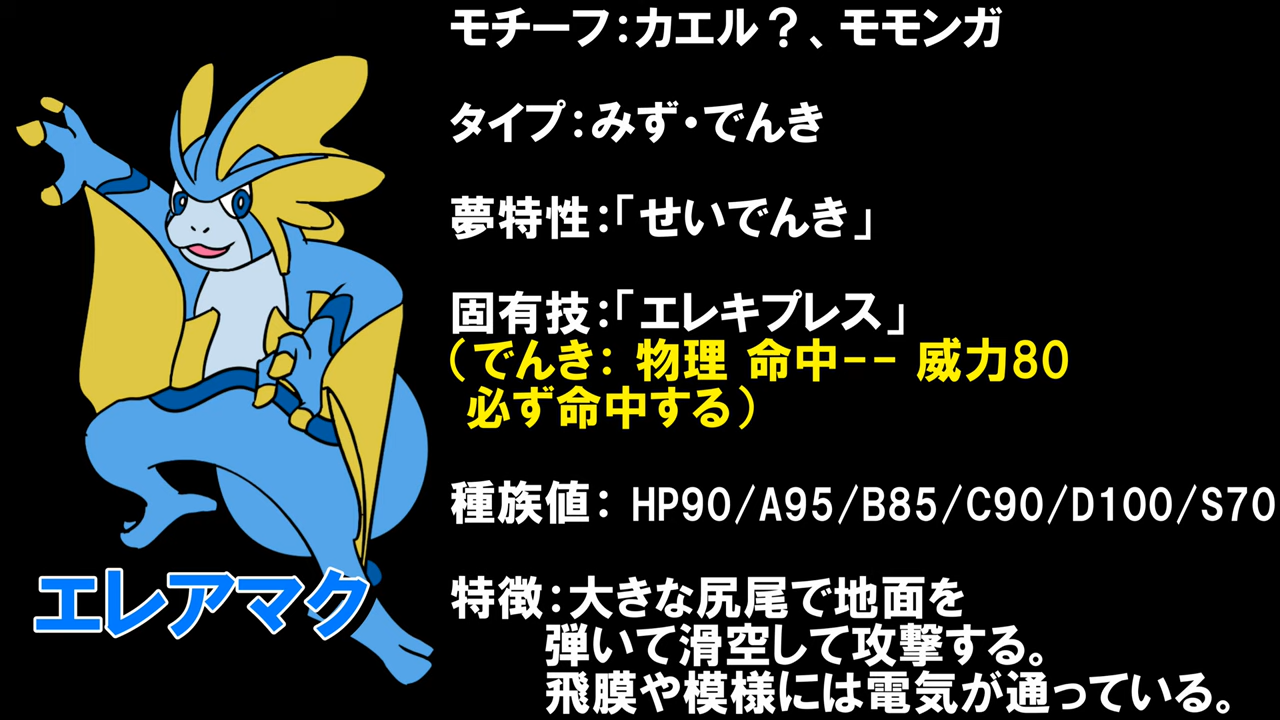 モチーフ：カエル？、モモンガ
タイプ：みず・でんき
夢特性：「せいでんき」
固有技：「エレキプレス」
（でんき： 物理 命中-- 威力80
必ず命中する）
種族値： HP90/A95/B85/C90/D100/S70
特徴：大きな尻尾で地面を
弾いて滑空して攻撃する。
飛膜や模様には電気が通っている。
エレアマク